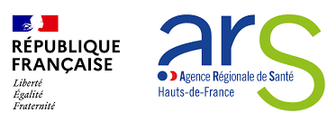 RÉPUBLIQUE
FRANÇAISE
Liberté
Égalité
Fraternité
ars
Agence Régionale de Santé
Hauts-de-France